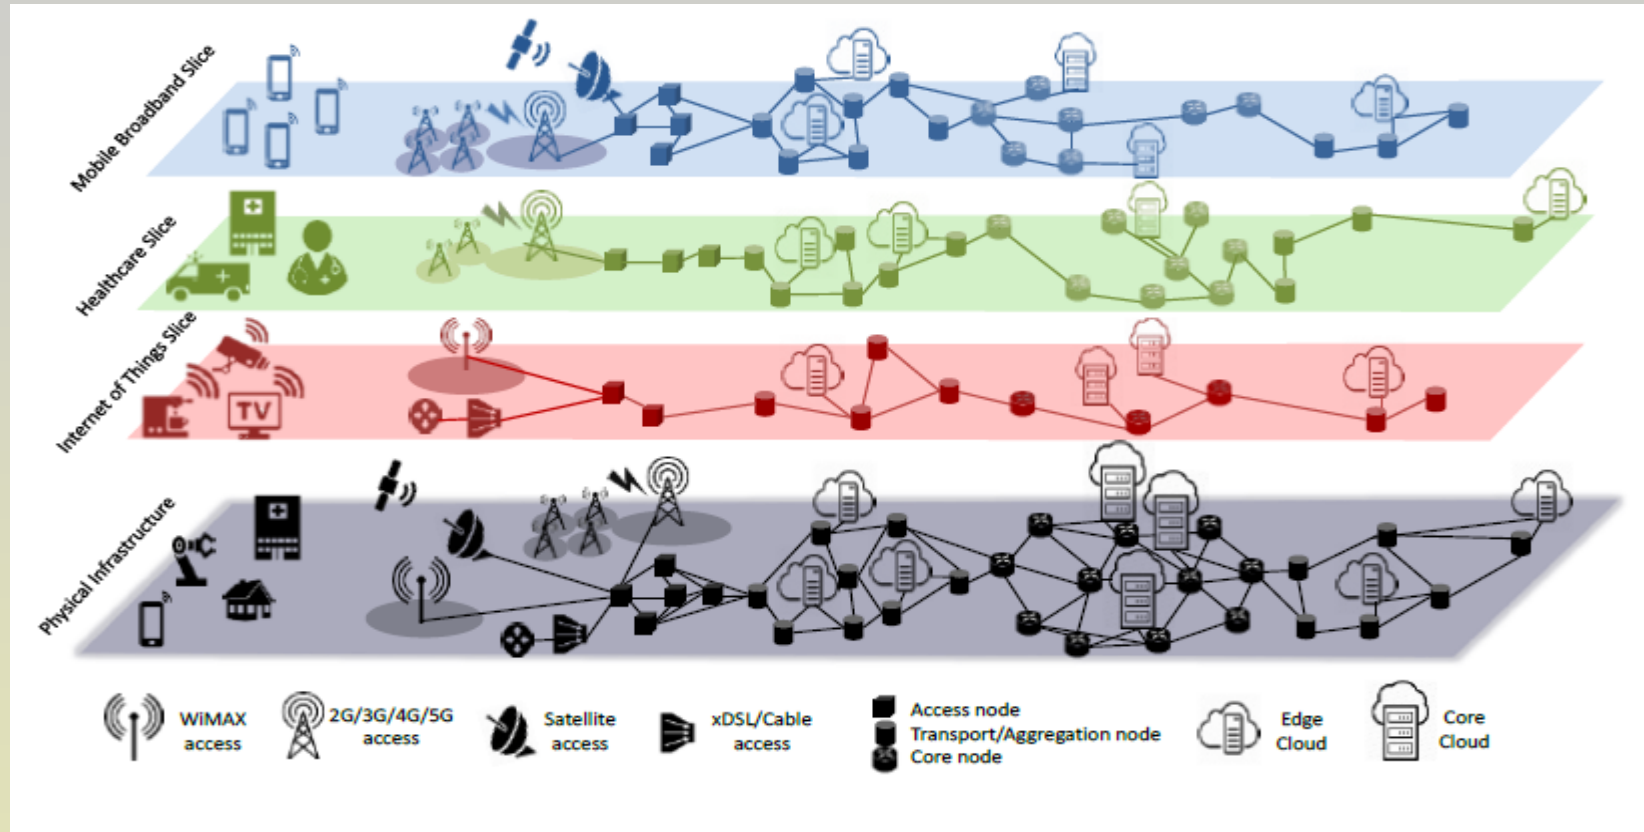 Mobile Broadband Slice
Healthcare Slice
Internet of Things Slice
TV
Physical Infrastructure
WiMAX
access
2G/3G/4G/5G
access
Satellite
access
xDSL/Cable
access
Access node
Transport/Aggregation node
Core node
Edge
Cloud
Core
Cloud